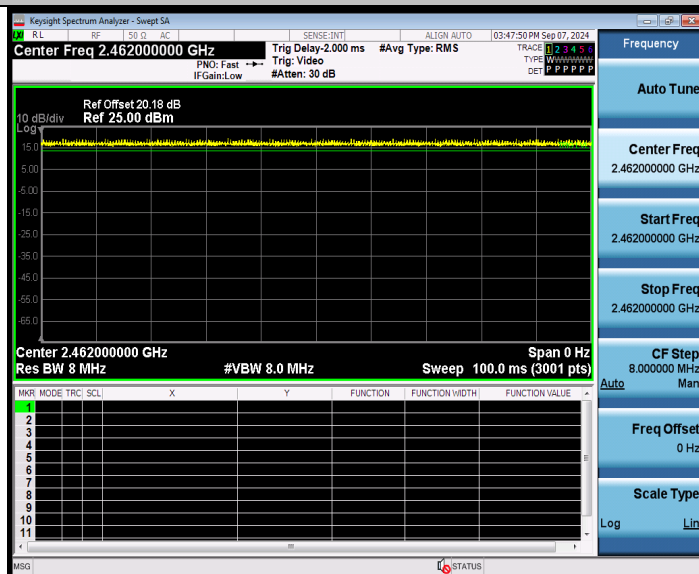 Keysight Spectrum Analyzer - Swept SA
LXI RL RF 50 Ω AC SENSE:INT ALIGN AUTO 03:47:50 PM Sep 07, 2024
Center Freq 2.462000000 GHz
PNO: Fast
IFGain:Low
Trig Delay-2.000 ms
Trig: Video
#Atten: 30 dB
#Avg Type: RMS
TRACE 1 2 3 4 5 6
TYPE WWWWWW
DET P P P P P P
Ref Offset 20.18 dB
10 dB/div Ref 25.00 dBm
Log
15.0
5.00
-5.00
-15.0
-25.0
-35.0
-45.0
-55.0
-65.0
Center 2.462000000 GHz Span 0 Hz
Res BW 8 MHz #VBW 8.0 MHz Sweep 100.0 ms (3001 pts)
MKR MODE TRC SCL X Y FUNCTION FUNCTION WIDTH FUNCTION VALUE
1
2
3
4
5
6
7
8
9
10
11
MSG STATUS
Frequency
Auto Tune
Center Freq
2.462000000 GHz
Start Freq
2.462000000 GHz
Stop Freq
2.462000000 GHz
CF Step
8.000000 MHz
Auto Man
Freq Offset
0 Hz
Scale Type
Log Lin